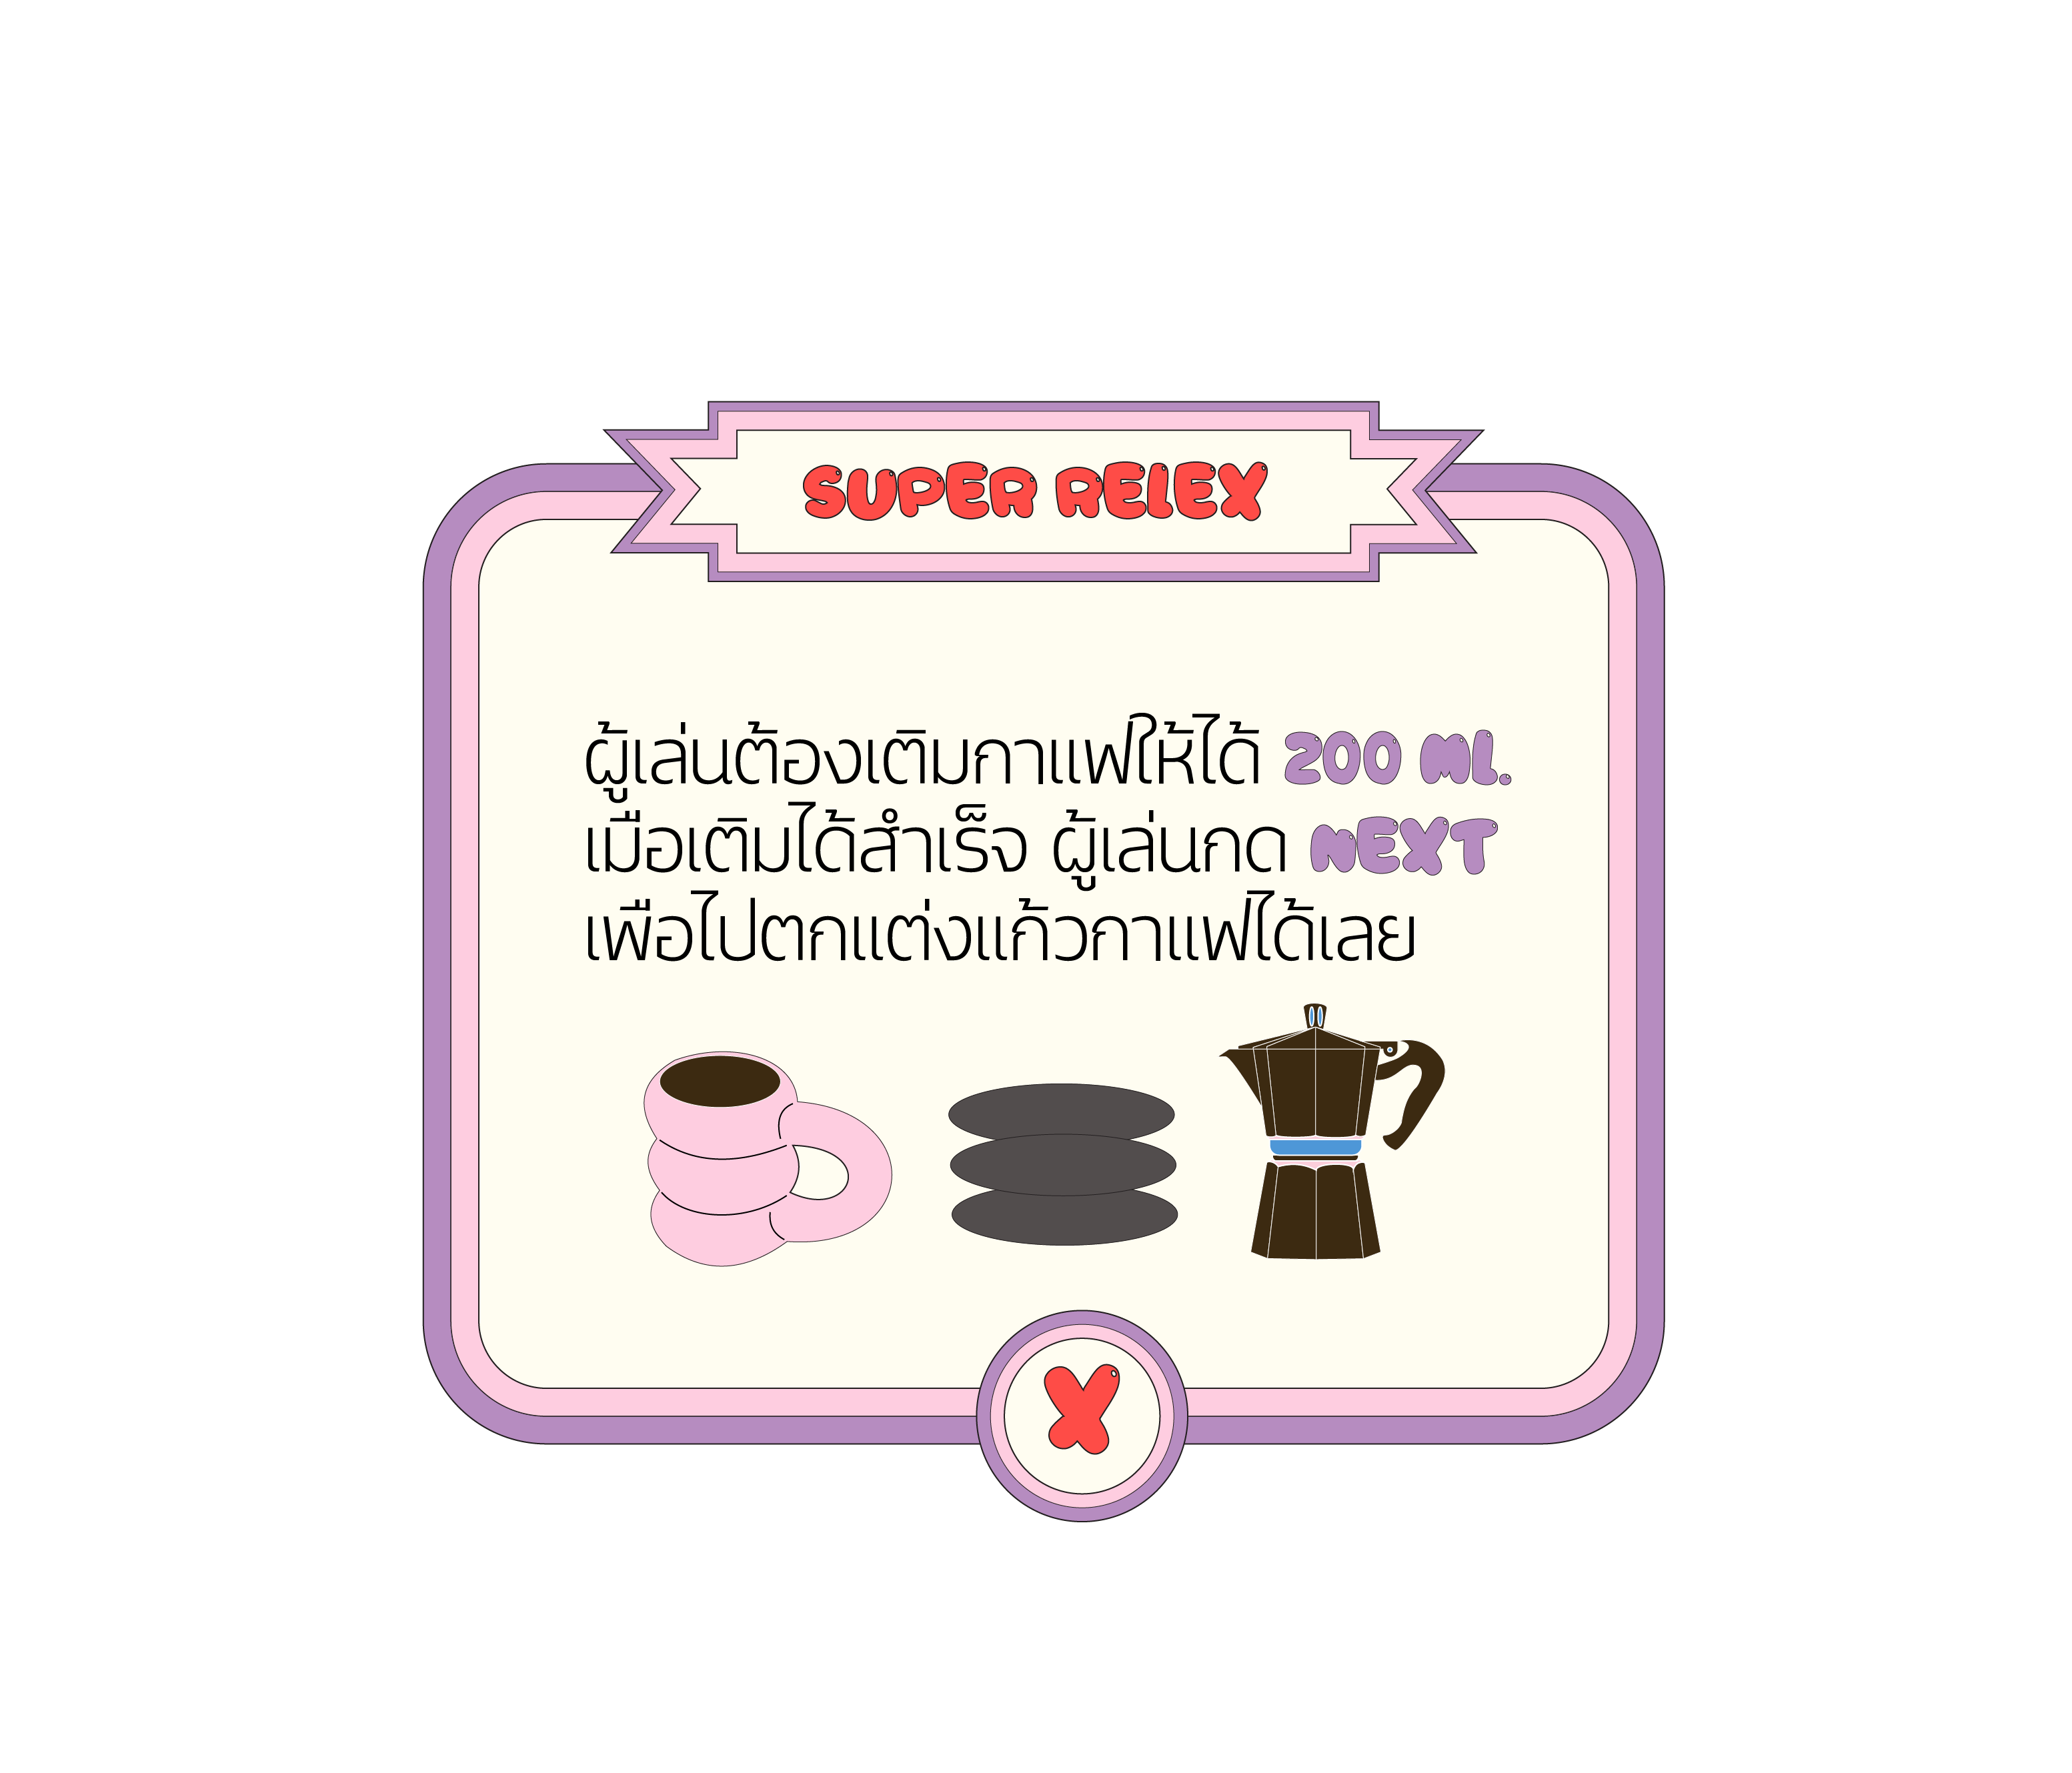 SUPER RELEX
ผู้เล่นต้องเติมกาแฟให้ได้ 200 ML.
เมื่อเติมได้สำเร็จ ผู้เล่นกด NEXT
เพื่อไปตกแต่งแก้วกาแฟได้เลย
X